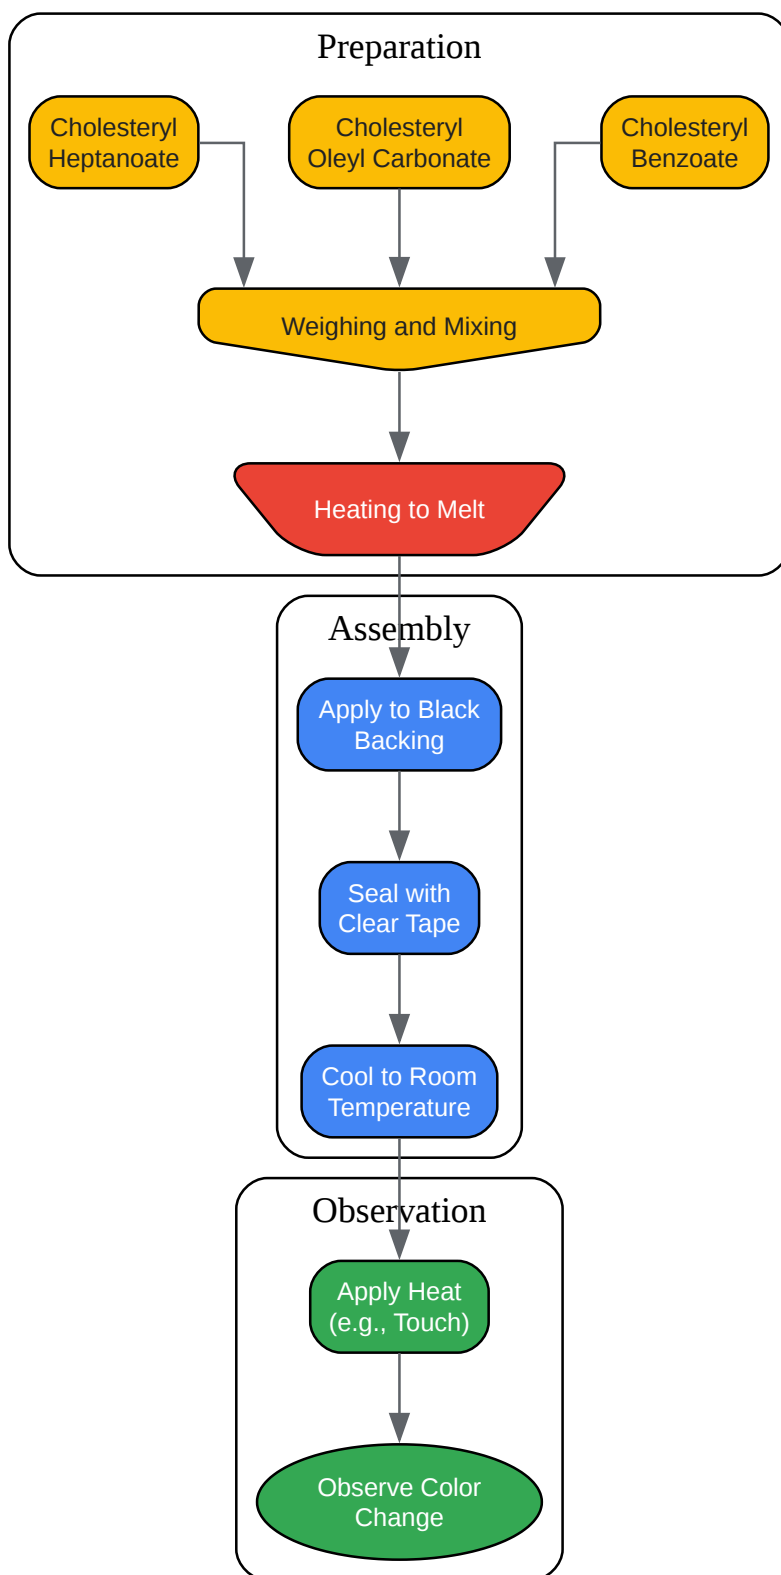 Preparation
Cholesteryl
Heptanoate
Cholesteryl
Oleyl Carbonate
Cholesteryl
Benzoate
Weighing and Mixing
Heating to Melt
Assembly
Apply to Black
Backing
Seal with
Clear Tape
Cool to Room
Temperature
Observation
Apply Heat
(e.g., Touch)
Observe Color
Change